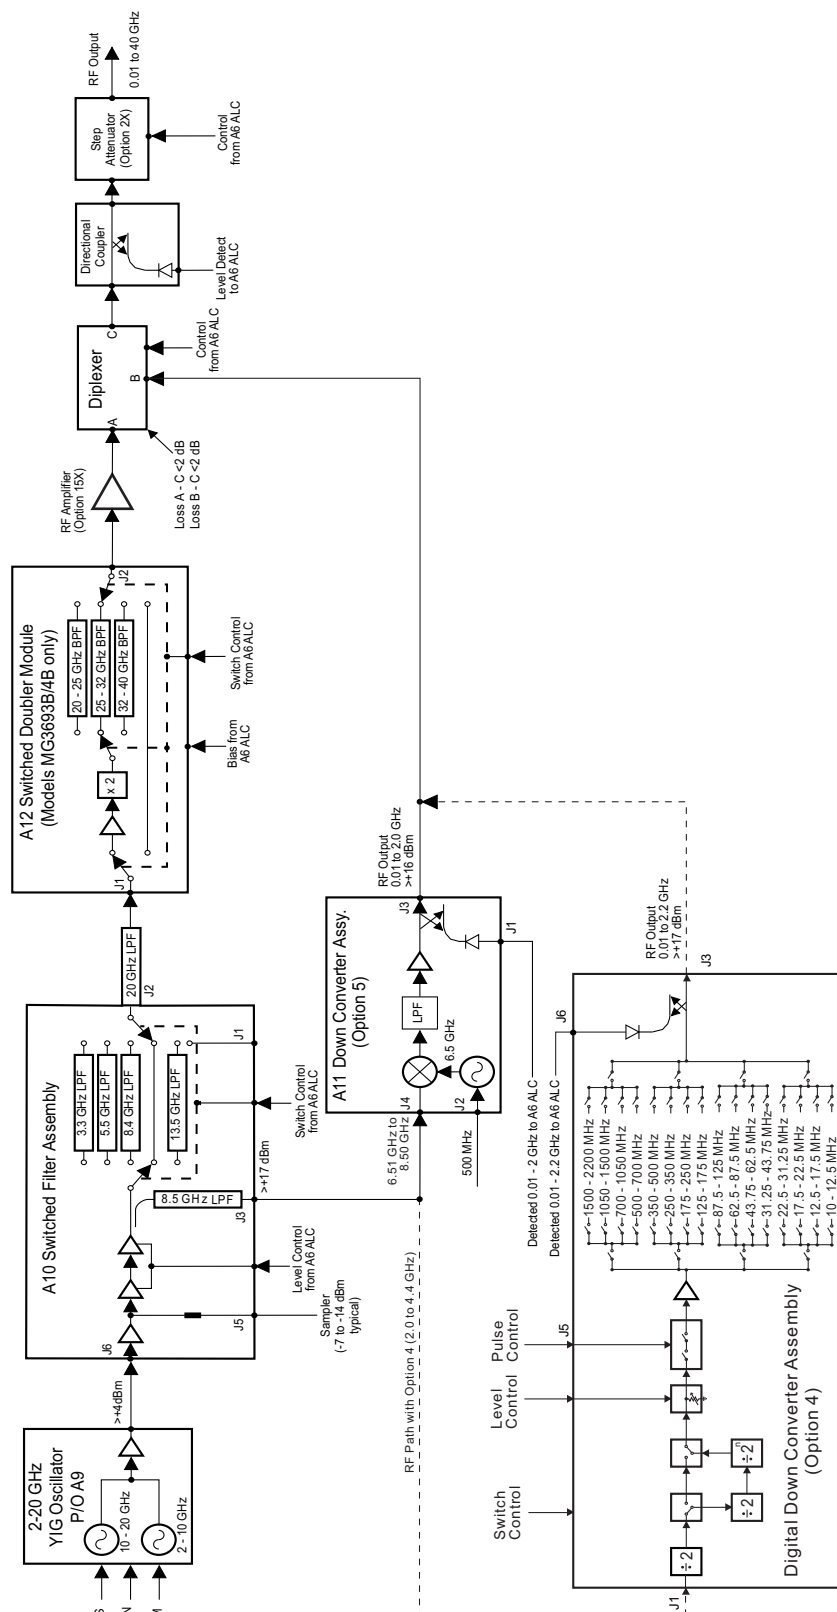 2-20 GHz
YIG Oscillator
P/O A9
10 - 20 GHz
2 - 10 GHz
S
N
M
>+4dBm
A10 Switched Filter Assembly
J6
J5
J3
J1
J2
3.3 GHz LPF
5.5 GHz LPF
8.4 GHz LPF
13.5 GHz LPF
8.5 GHz LPF
Sampler
(-7 to -14 dBm
typical)
Level Control
from A6 ALC
>+17 dBm
Switch Control
from A6 ALC
20 GHz LPF
A12 Switched Doubler Module
(Models MG3693B/4B only)
J1
J2
x 2
20 - 25 GHz BPF
25 - 32 GHz BPF
32 - 40 GHz BPF
Bias from
A6 ALC
Switch Control
from A6 ALC
RF Amplifier
(Option 15X)
Diplexer
A
B
C
Loss A - C <2 dB
Loss B - C <2 dB
Control
from A6 ALC
Directional
Coupler
Level Detect
to A6 ALC
Step
Attenuator
(Option 2X)
Control
from A6 ALC
RF Output
0.01 to 40 GHz
RF Path with Option 4 (2.0 to 4.4 GHz)
6.51 GHz to
8.50 GHz
A11 Down Converter Assy.
(Option 5)
J4
J2
J3
J1
LPF
6.5 GHz
500 MHz
RF Output
0.01 to 2.0 GHz
>+16 dBm
Detected 0.01 - 2 GHz to A6 ALC
Detected 0.01 - 2.2 GHz to A6 ALC
RF Output
0.01 to 2.2 GHz
>+17 dBm
Switch
Control
Level
Control
Pulse
Control
J5
J6
J3
J1
÷2
÷2
÷2n
1500 - 2200 MHz
1050 - 1500 MHz
700 - 1050 MHz
500 - 700 MHz
350 - 500 MHz
250 - 350 MHz
175 - 250 MHz
125 - 175 MHz
87.5 - 125 MHz
62.5 - 87.5 MHz
43.75 - 62.5 MHz
31.25 - 43.75 MHz
22.5 - 31.25 MHz
17.5 - 22.5 MHz
12.5 - 17.5 MHz
10 - 12.5 MHz
Digital Down Converter Assembly
(Option 4)